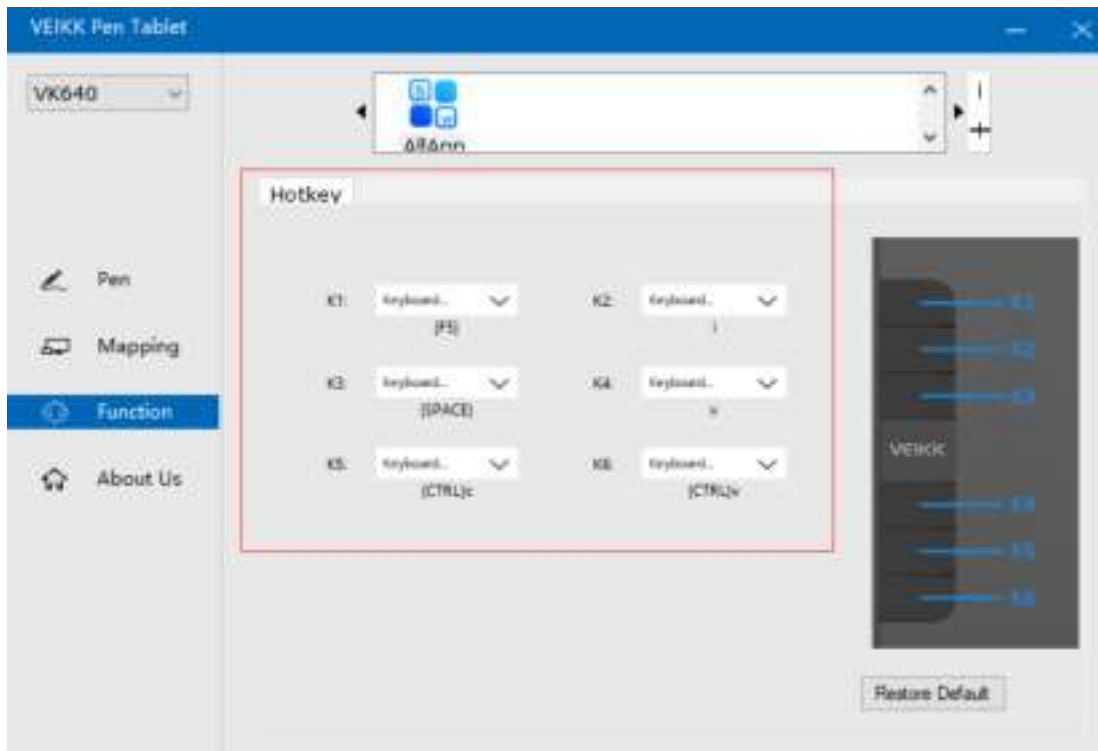 VEIKK Pen Tablet
VK640
AllApp
Hotkey
Pen
Mapping
Function
About Us
K1: Keyboard... K2: Keyboard...
[F5]
K3: Keyboard... K4: Keyboard...
[SPACE]
K5: Keyboard... K6: Keyboard...
[CTRL]c [CTRL]v
K1
K2
K3
VEIKK
K4
K5
K6
Restore Default